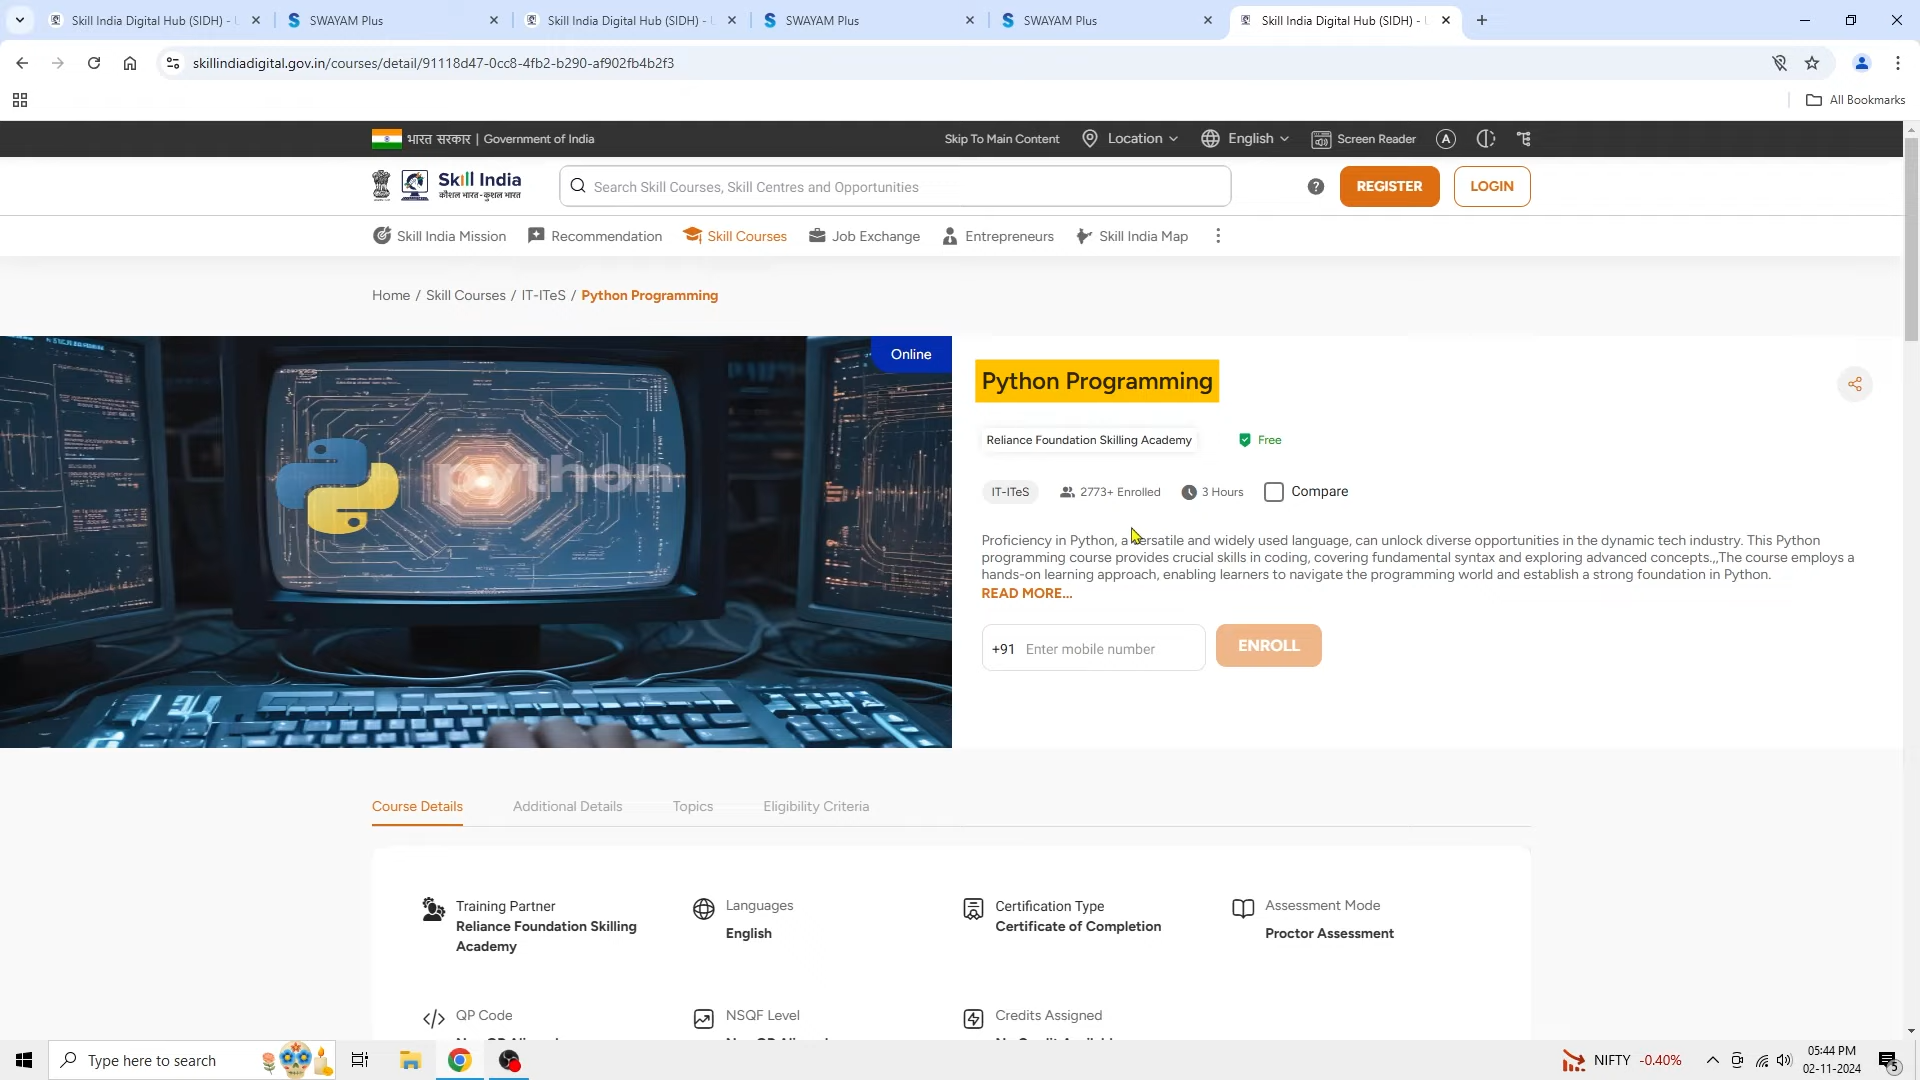 Skill India Digital Hub (SIDH) -
SWAYAM Plus
Skill India Digital Hub (SIDH) -
SWAYAM Plus
SWAYAM Plus
Skill India Digital Hub (SIDH) -
skillindiadigital.gov.in/courses/detail/91118d47-0cc8-4fb2-b290-af902fb4b2f3
All Bookmarks
भारत सरकार | Government of India
Skip To Main Content
Location
English
Screen Reader
A
Skill India
कौशल भारत-कुशल भारत
Search Skill Courses, Skill Centres and Opportunities
?
REGISTER
LOGIN
Skill India Mission
Recommendation
Skill Courses
Job Exchange
Entrepreneurs
Skill India Map
Home / Skill Courses / IT-ITeS / Python Programming
Online
python
Python Programming
Reliance Foundation Skilling Academy
Free
IT-ITeS
2773+ Enrolled
3 Hours
Compare
Proficiency in Python, a versatile and widely used language, can unlock diverse opportunities in the dynamic tech industry. This Python
programming course provides crucial skills in coding, covering fundamental syntax and exploring advanced concepts.,,The course employs a
hands-on learning approach, enabling learners to navigate the programming world and establish a strong foundation in Python.
READ MORE...
+91 Enter mobile number
ENROLL
Course Details
Additional Details
Topics
Eligibility Criteria
Training Partner
Reliance Foundation Skilling
Academy
Languages
English
Certification Type
Certificate of Completion
Assessment Mode
Proctor Assessment
QP Code
NSQF Level
Credits Assigned
Type here to search
NIFTY -0.40%
05:44 PM
02-11-2024
5